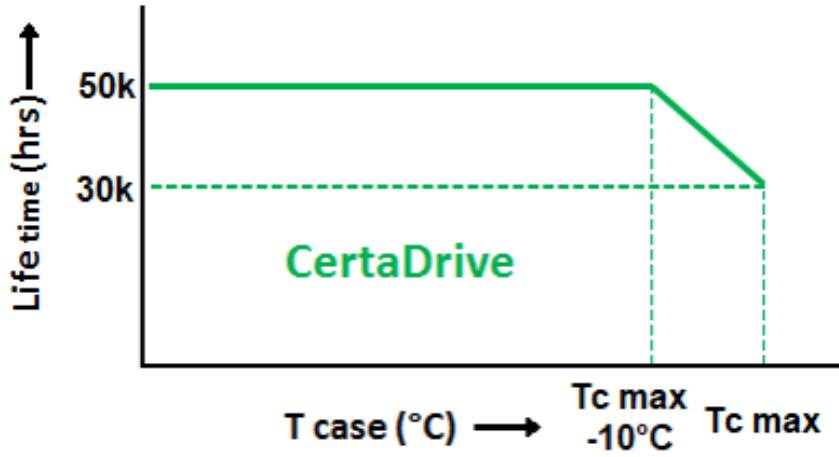 Life time (hrs)
50k
30k
CertaDrive
T case (°C)
Tc max
-10°C
Tc max